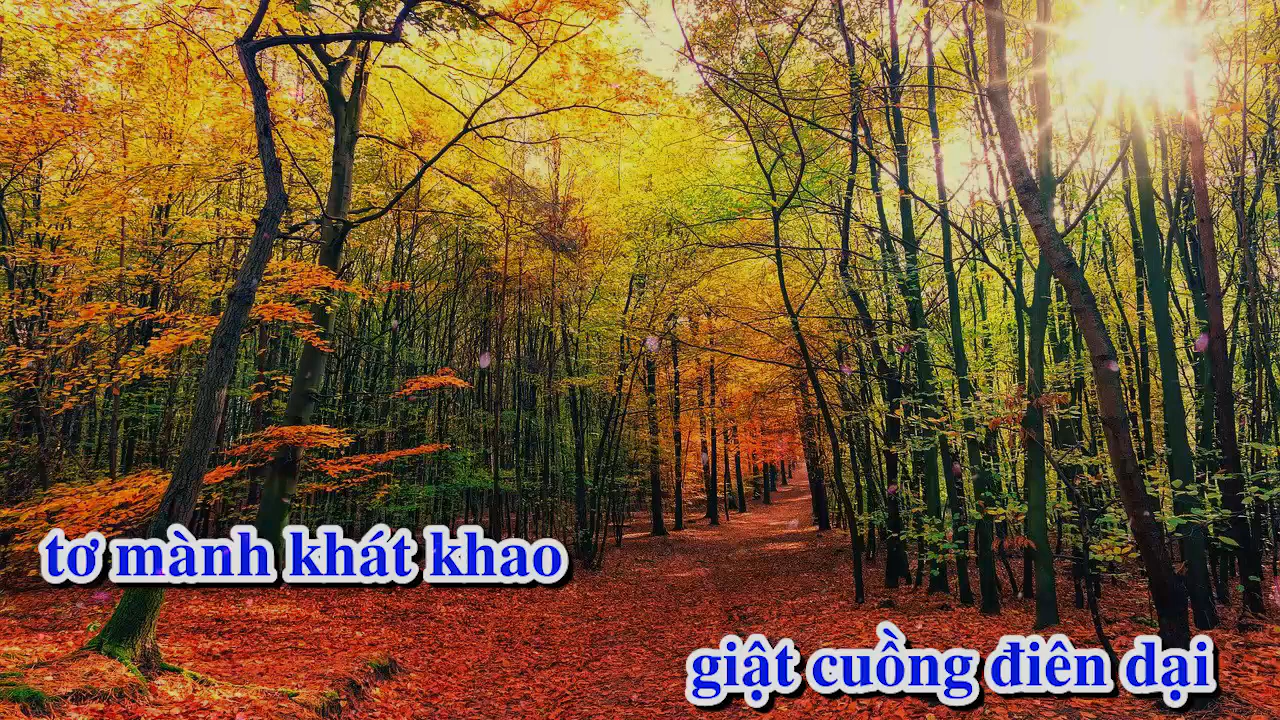 tơ mành khát khao
giật cuồng điên dại